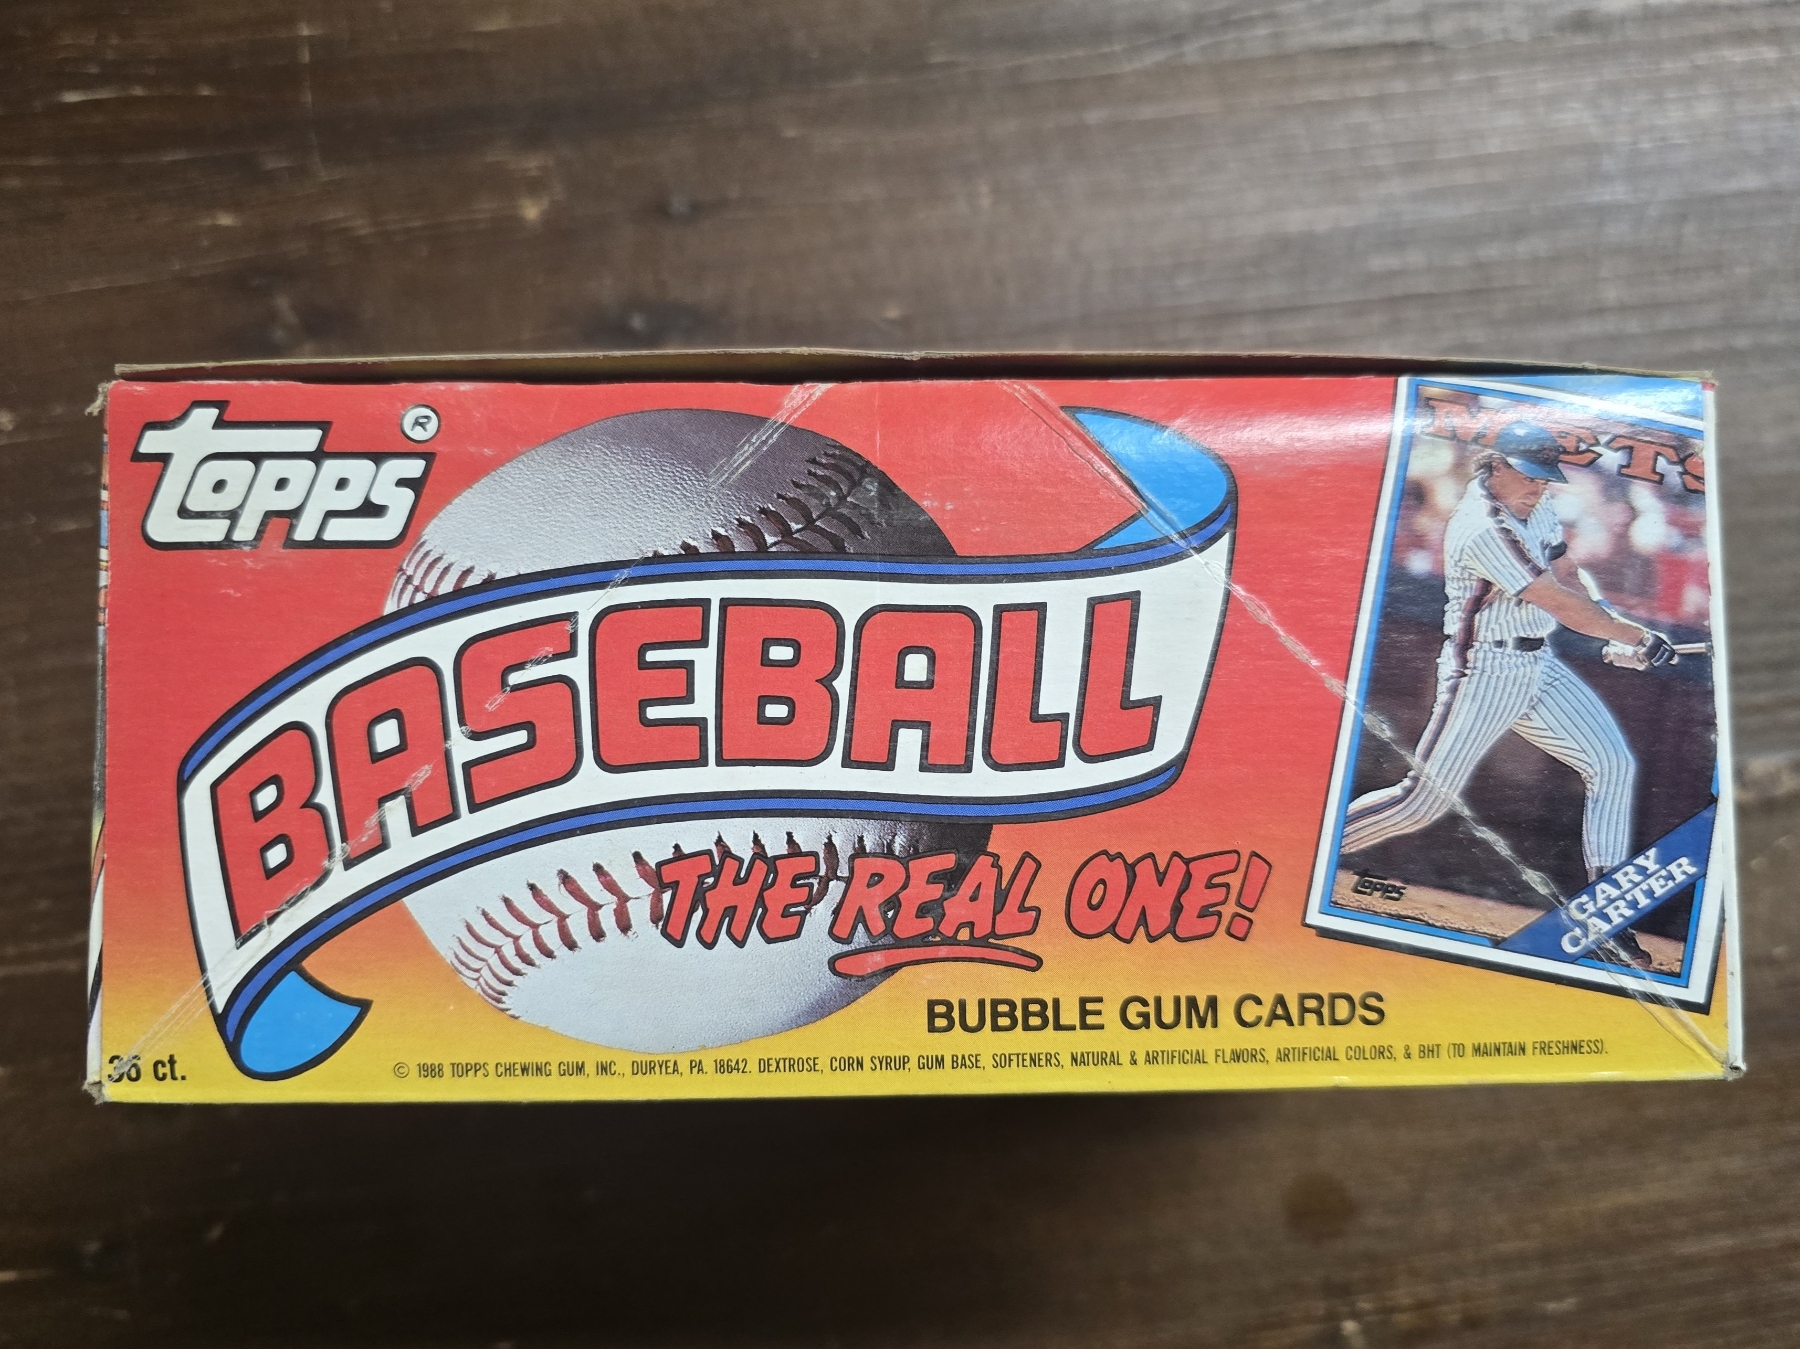 Topps®
METS
BASEBALL
THE REAL ONE!
Topps
GARY
CARTER
BUBBLE GUM CARDS
36 ct.
© 1988 TOPPS CHEWING GUM, INC., DURYEA, PA. 18642. DEXTROSE, CORN SYRUP, GUM BASE, SOFTENERS, NATURAL & ARTIFICIAL FLAVORS, ARTIFICIAL COLORS, & BHT (TO MAINTAIN FRESHNESS).